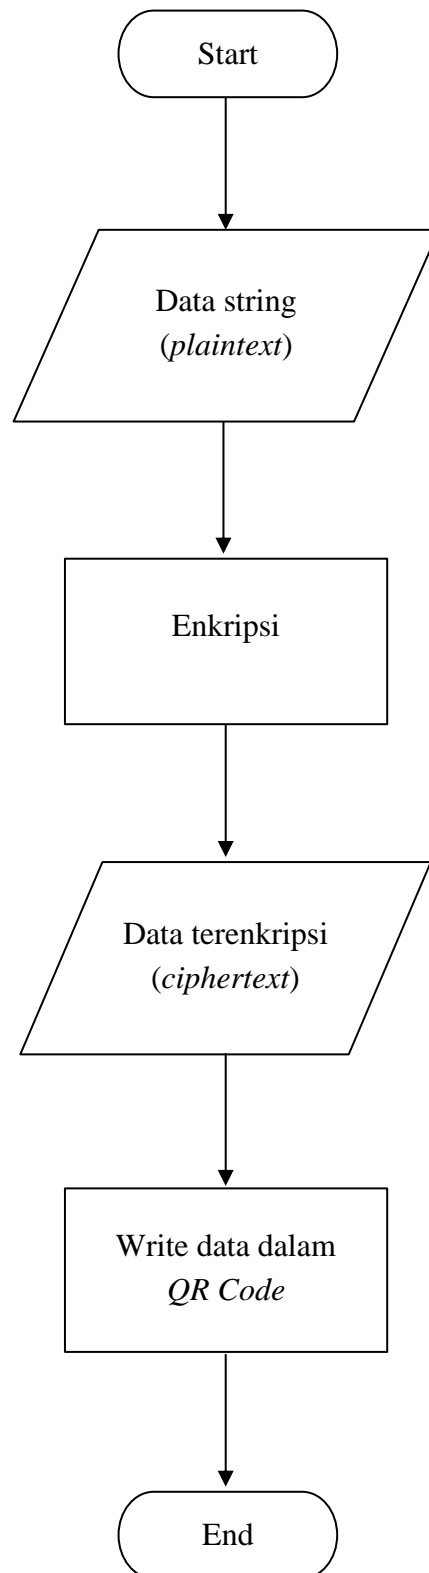 Start
Data string
(plaintext)
Enkripsi
Data terenkripsi
(ciphertext)
Write data dalam
QR Code
End